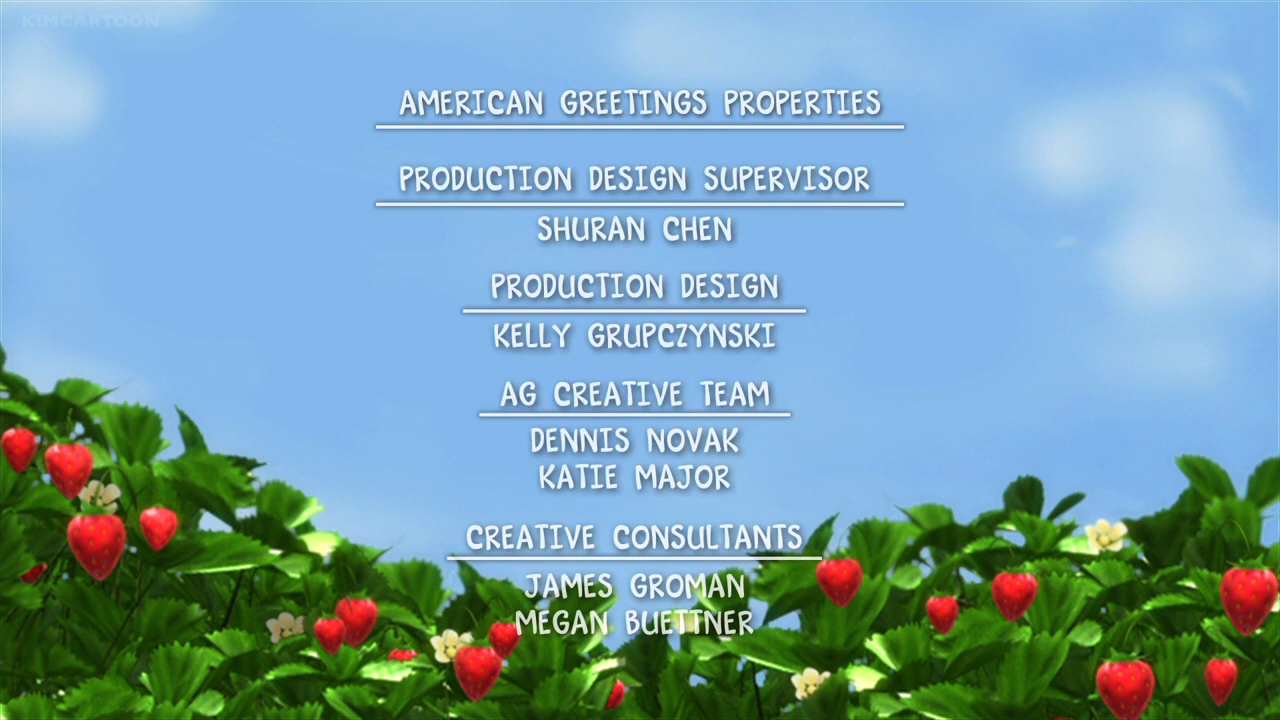 KIMCARTOON
AMERICAN GREETINGS PROPERTIES
PRODUCTION DESIGN SUPERVISOR
SHURAN CHEN
PRODUCTION DESIGN
KELLY GRUPCZYNSKI
AG CREATIVE TEAM
DENNIS NOVAK
KATIE MAJOR
CREATIVE CONSULTANTS
JAMES GROMAN
MEGAN BUETTNER